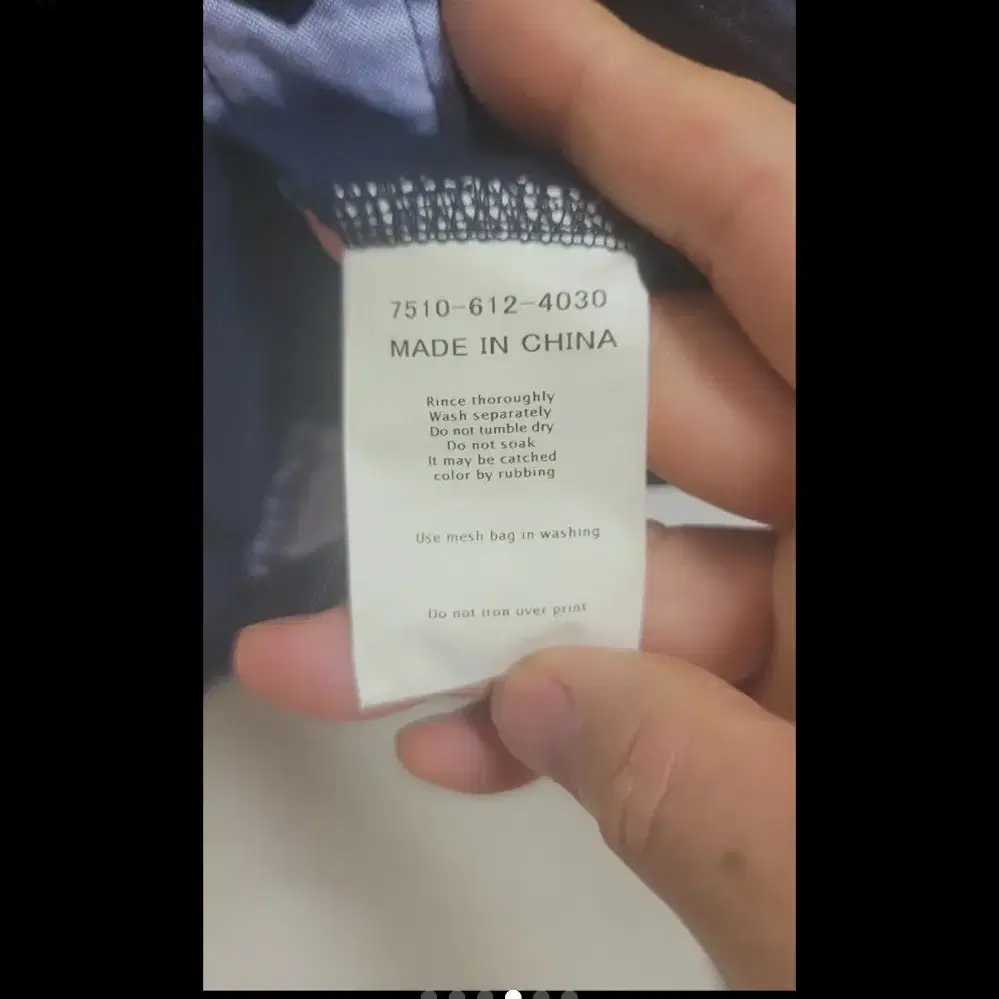 7510-612-4030
MADE IN CHINA
Rince thoroughly
Wash separately
Do not tumble dry
Do not soak
It may be catched
color by rubbing
Use mesh bag in washing
Do not iron over print